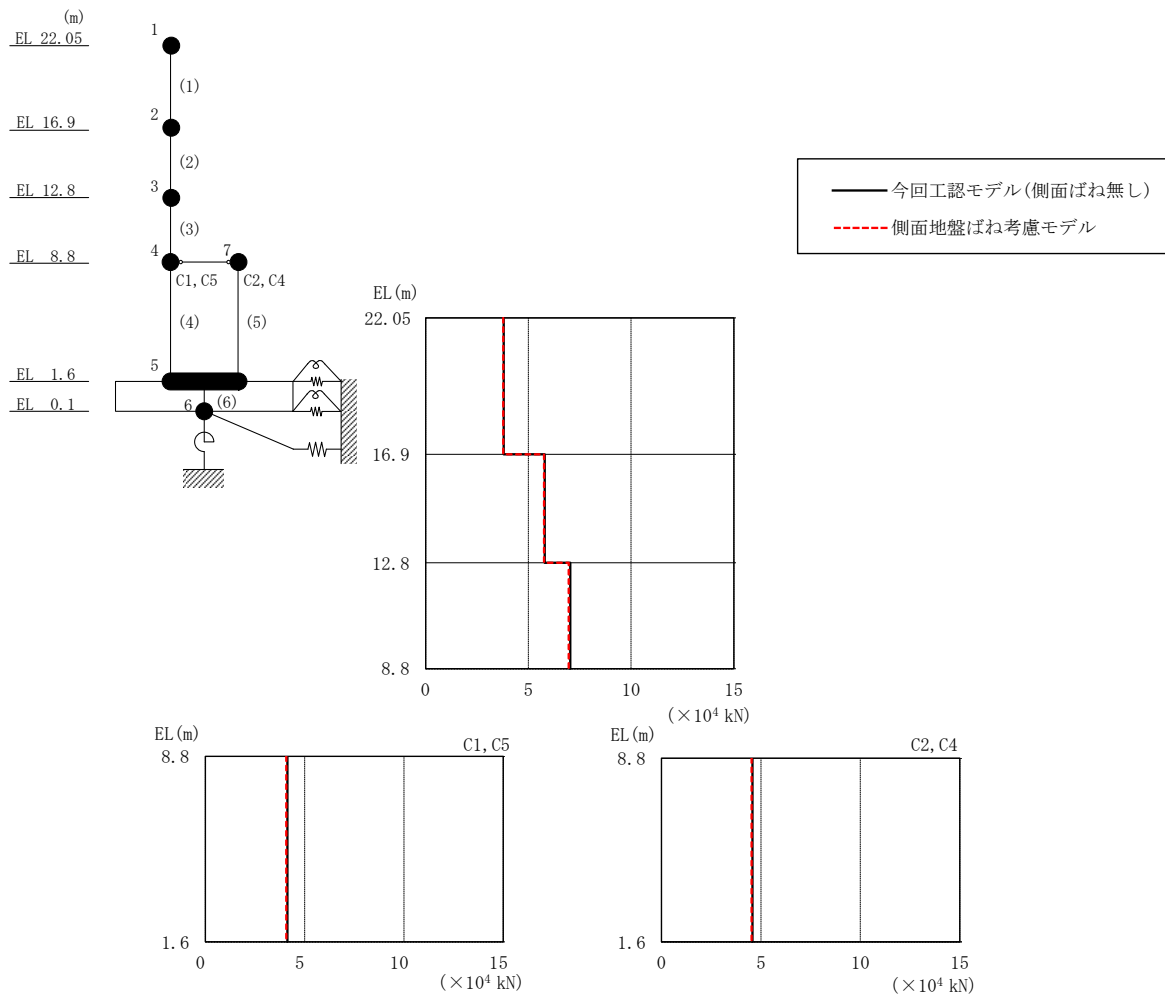 (m)
EL 22.05
1
(1)
EL 16.9
2
(2)
EL 12.8
3
(3)
EL 8.8
4
7
C1,C5
C2,C4
(4)
(5)
EL 1.6
5
EL 0.1
6
(6)
今回工認モデル(側面ばね無し)
側面地盤ばね考慮モデル
EL(m)
22.05
16.9
12.8
8.8
0 5 10 15
(×10⁴ kN)
EL(m)
C1,C5
8.8
1.6
0 5 10 15
(×10⁴ kN)
EL(m)
C2,C4
8.8
1.6
0 5 10 15
(×10⁴ kN)